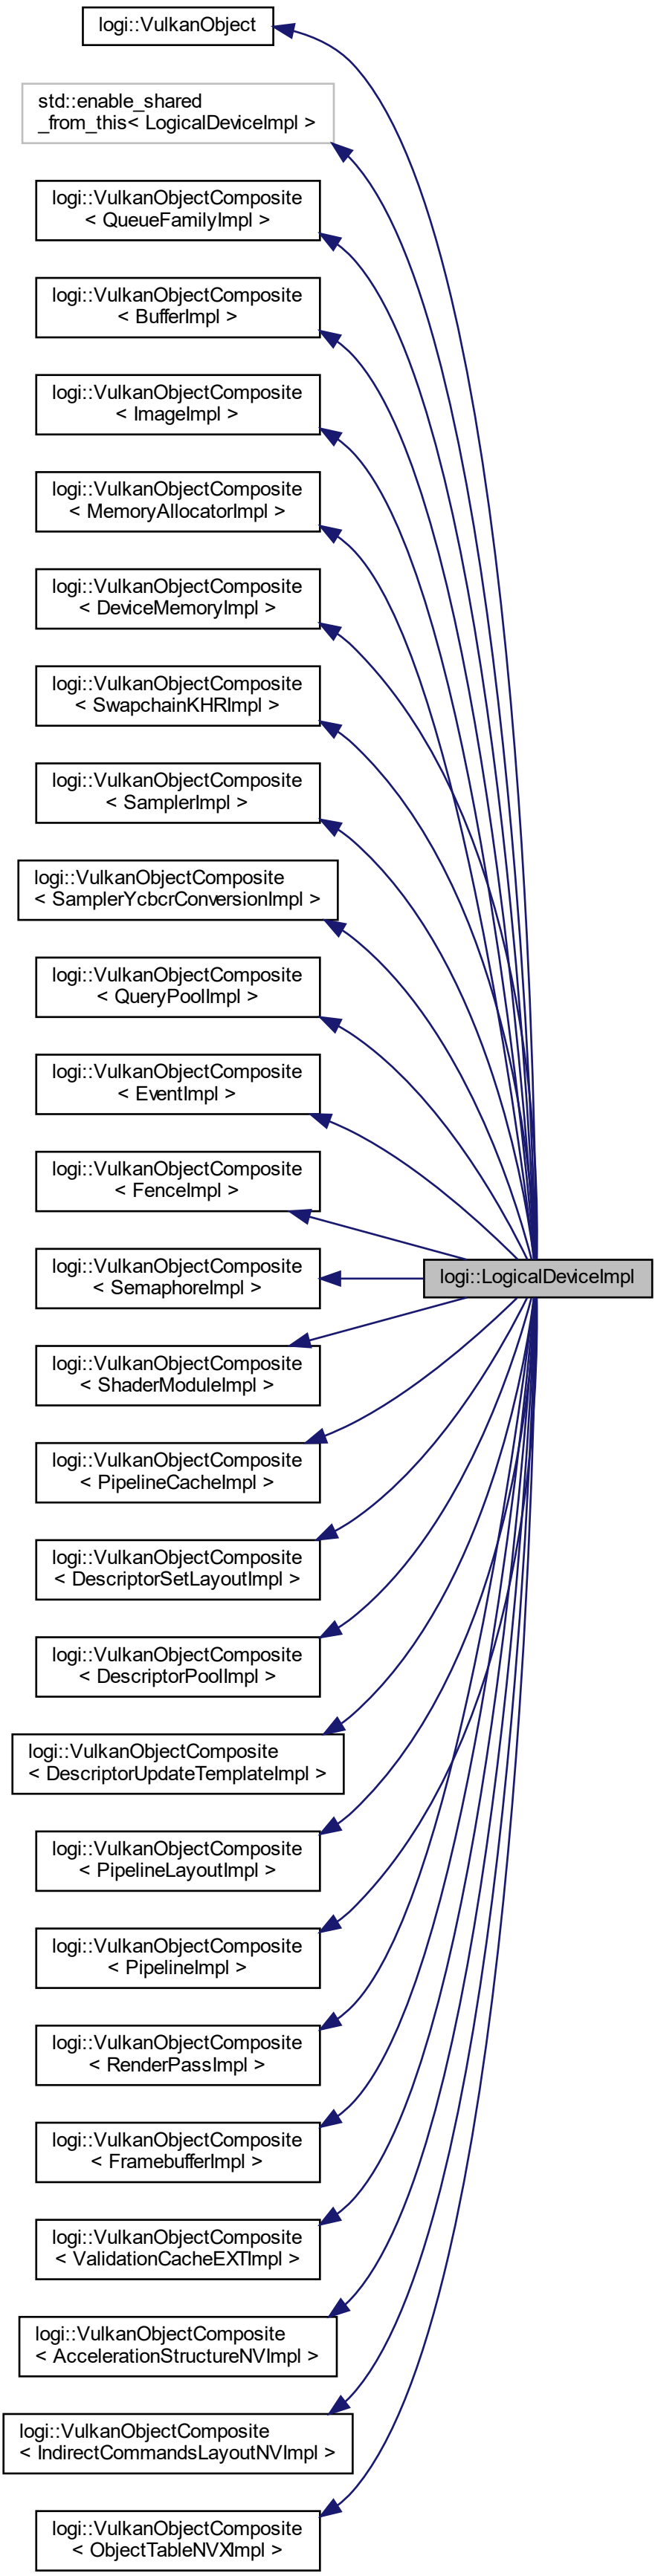 logi::VulkanObject
std::enable_shared
_from_this< LogicalDeviceImpl >
logi::VulkanObjectComposite
< QueueFamilyImpl >
logi::VulkanObjectComposite
< BufferImpl >
logi::VulkanObjectComposite
< ImageImpl >
logi::VulkanObjectComposite
< MemoryAllocatorImpl >
logi::VulkanObjectComposite
< DeviceMemoryImpl >
logi::VulkanObjectComposite
< SwapchainKHRImpl >
logi::VulkanObjectComposite
< SamplerImpl >
logi::VulkanObjectComposite
< SamplerYcbcrConversionImpl >
logi::VulkanObjectComposite
< QueryPoolImpl >
logi::VulkanObjectComposite
< EventImpl >
logi::VulkanObjectComposite
< FenceImpl >
logi::VulkanObjectComposite
< SemaphoreImpl >
logi::LogicalDeviceImpl
logi::VulkanObjectComposite
< ShaderModuleImpl >
logi::VulkanObjectComposite
< PipelineCacheImpl >
logi::VulkanObjectComposite
< DescriptorSetLayoutImpl >
logi::VulkanObjectComposite
< DescriptorPoolImpl >
logi::VulkanObjectComposite
< DescriptorUpdateTemplateImpl >
logi::VulkanObjectComposite
< PipelineLayoutImpl >
logi::VulkanObjectComposite
< PipelineImpl >
logi::VulkanObjectComposite
< RenderPassImpl >
logi::VulkanObjectComposite
< FramebufferImpl >
logi::VulkanObjectComposite
< ValidationCacheEXTImpl >
logi::VulkanObjectComposite
< AccelerationStructureNVImpl >
logi::VulkanObjectComposite
< IndirectCommandsLayoutNVImpl >
logi::VulkanObjectComposite
< ObjectTableNVXImpl >